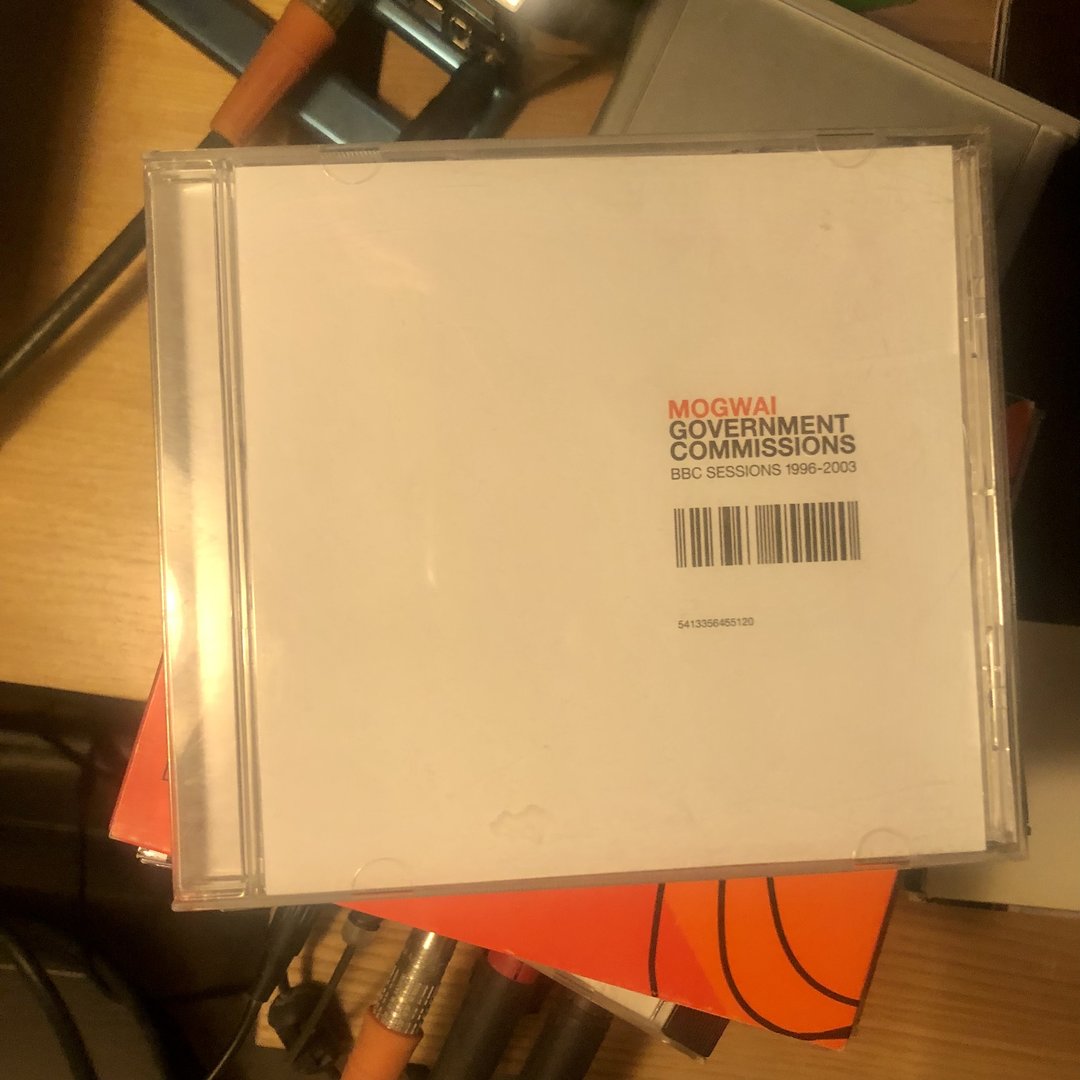 MOGWAI
GOVERNMENT
COMMISSIONS
BBC SESSIONS 1996-2003
5413356455120